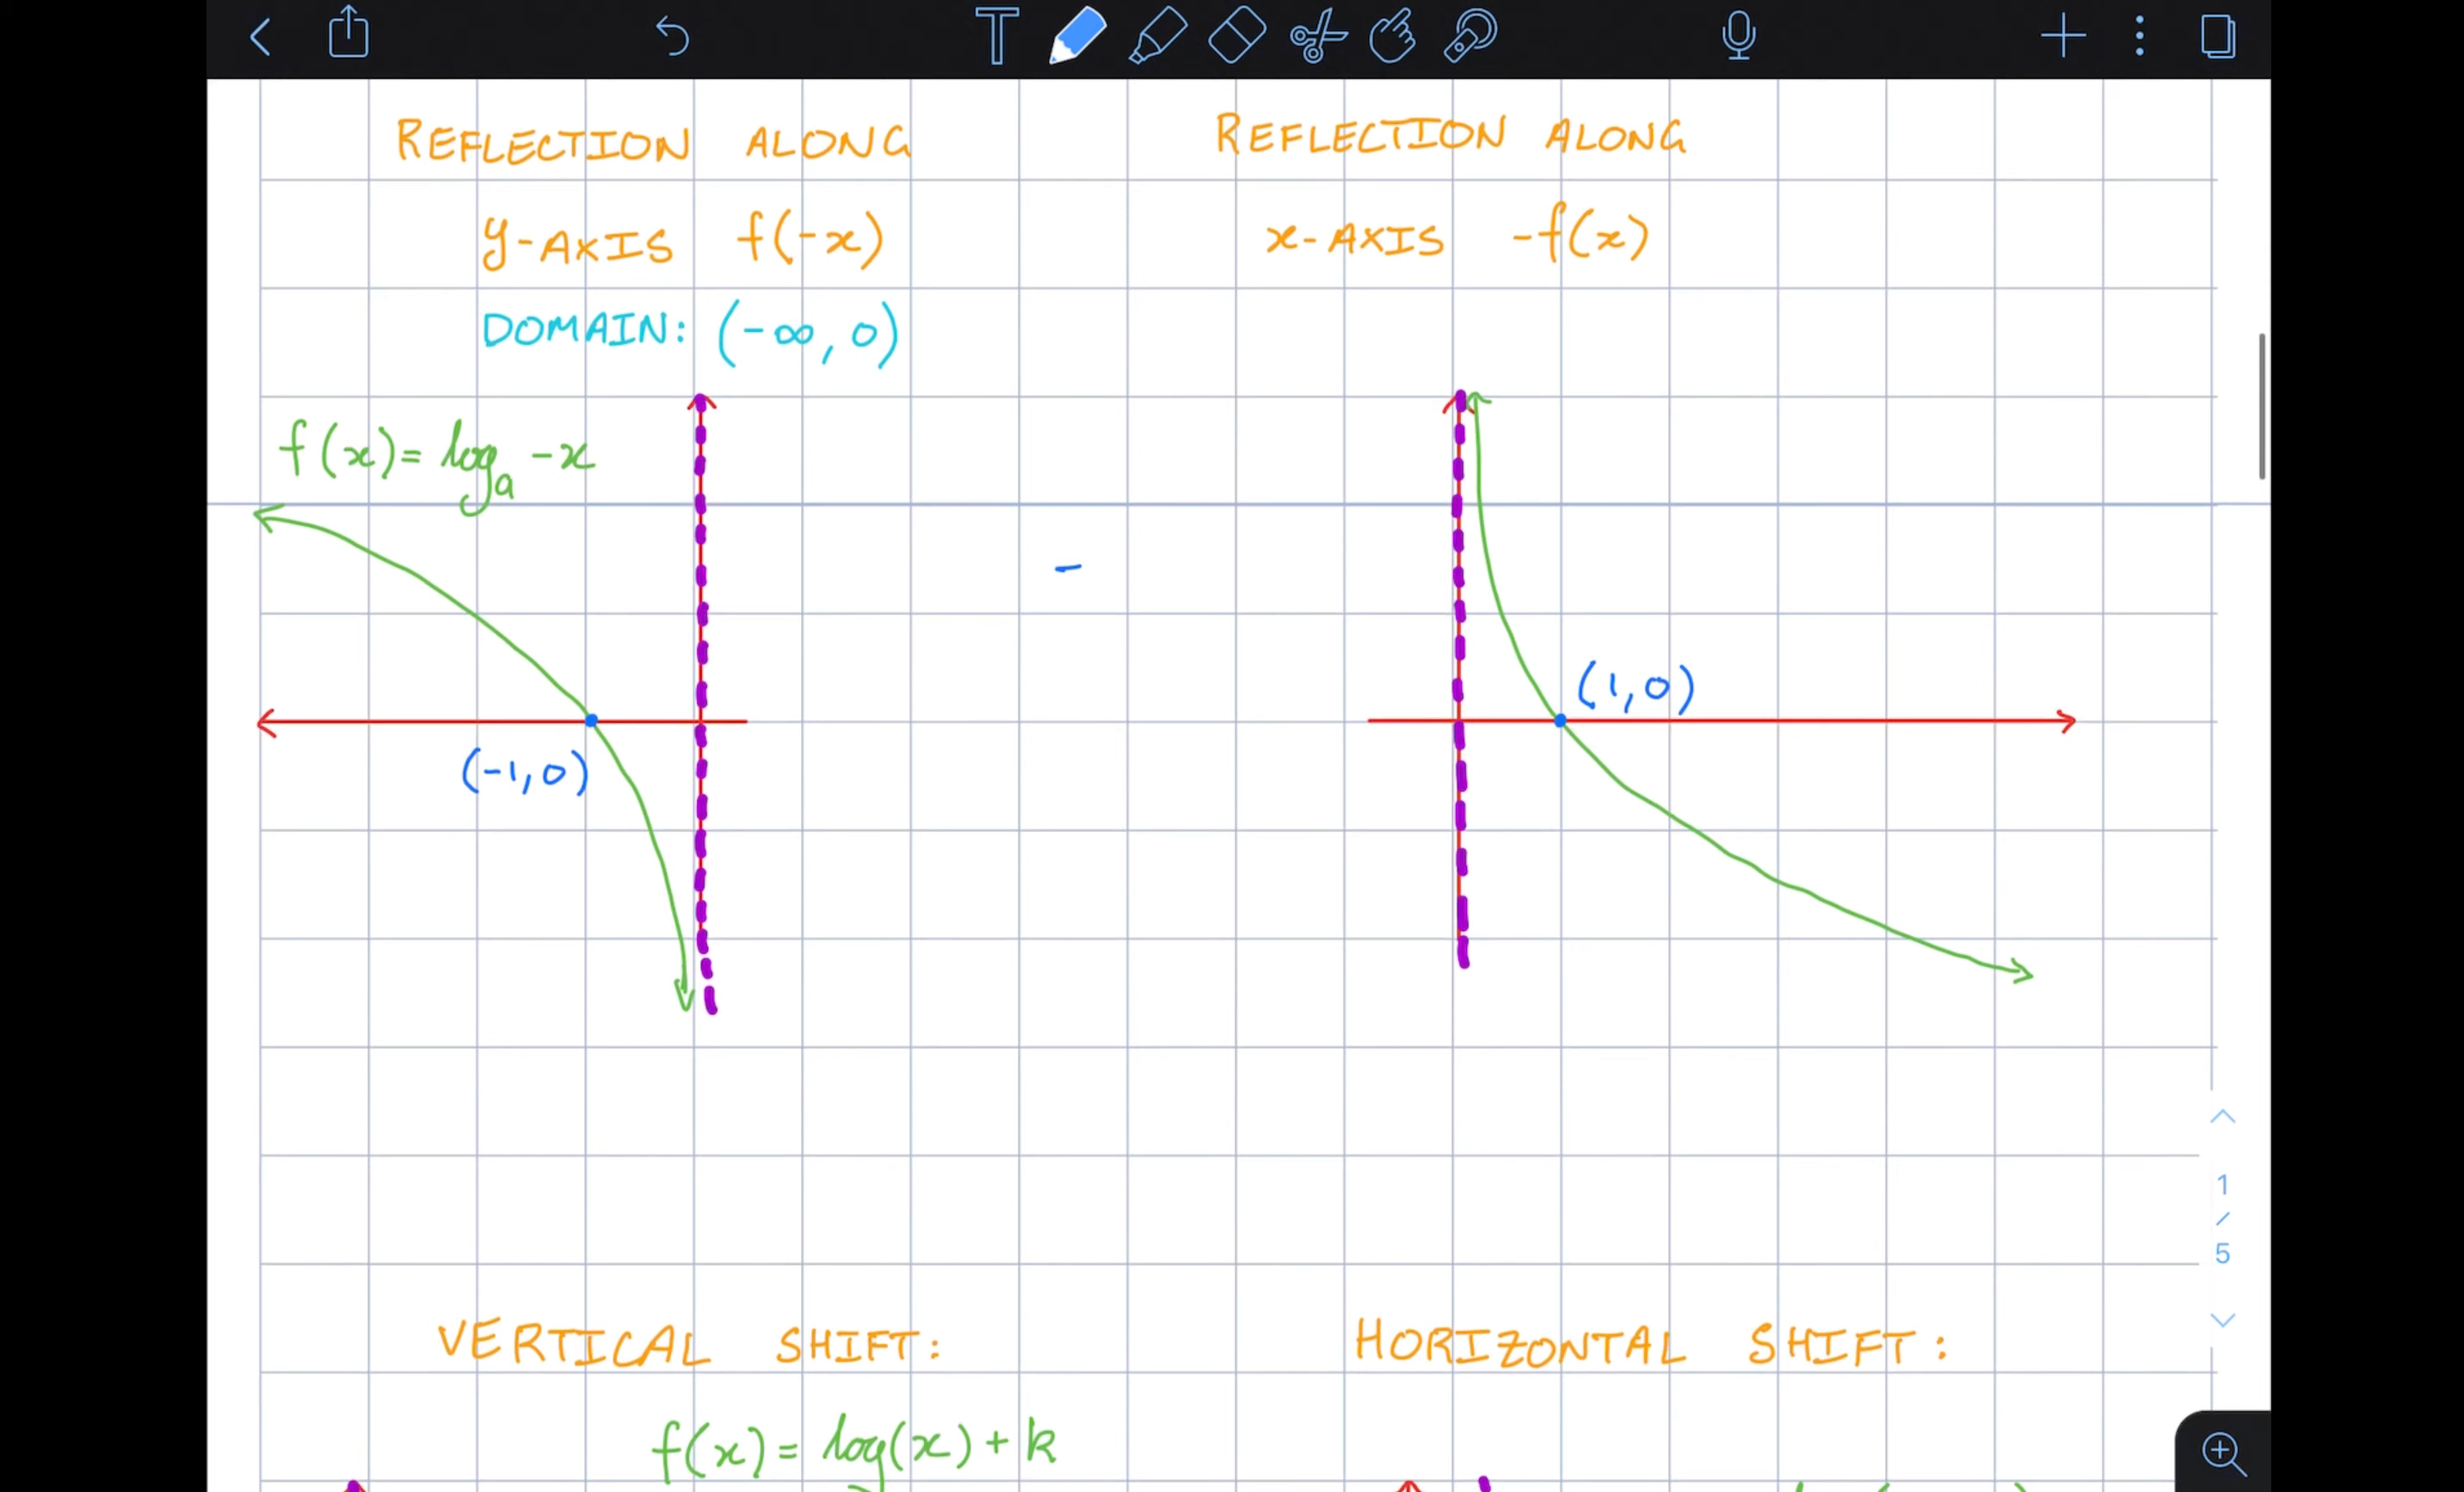 T
REFLECTION ALONG
y-AXIS f(-x)
DOMAIN: (-∞, 0)
f(x) = logₐ -x
(-1, 0)
-
REFLECTION ALONG
x-AXIS -f(x)
(1, 0)
1
/
5
VERTICAL SHIFT:
f(x) = log(x) + k
HORIZONTAL SHIFT: